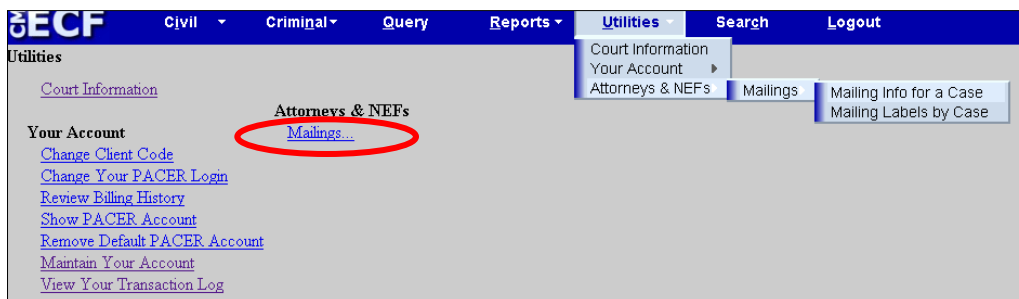 CM ECF Civil Criminal Query Reports Utilities Search Logout
Utilities
Court Information
Your Account
Attorneys & NEFs
Mailings
Mailing Info for a Case
Mailing Labels by Case
Court Information
Attorneys & NEFs
Mailings...
Your Account
Change Client Code
Change Your PACER Login
Review Billing History
Show PACER Account
Remove Default PACER Account
Maintain Your Account
View Your Transaction Log